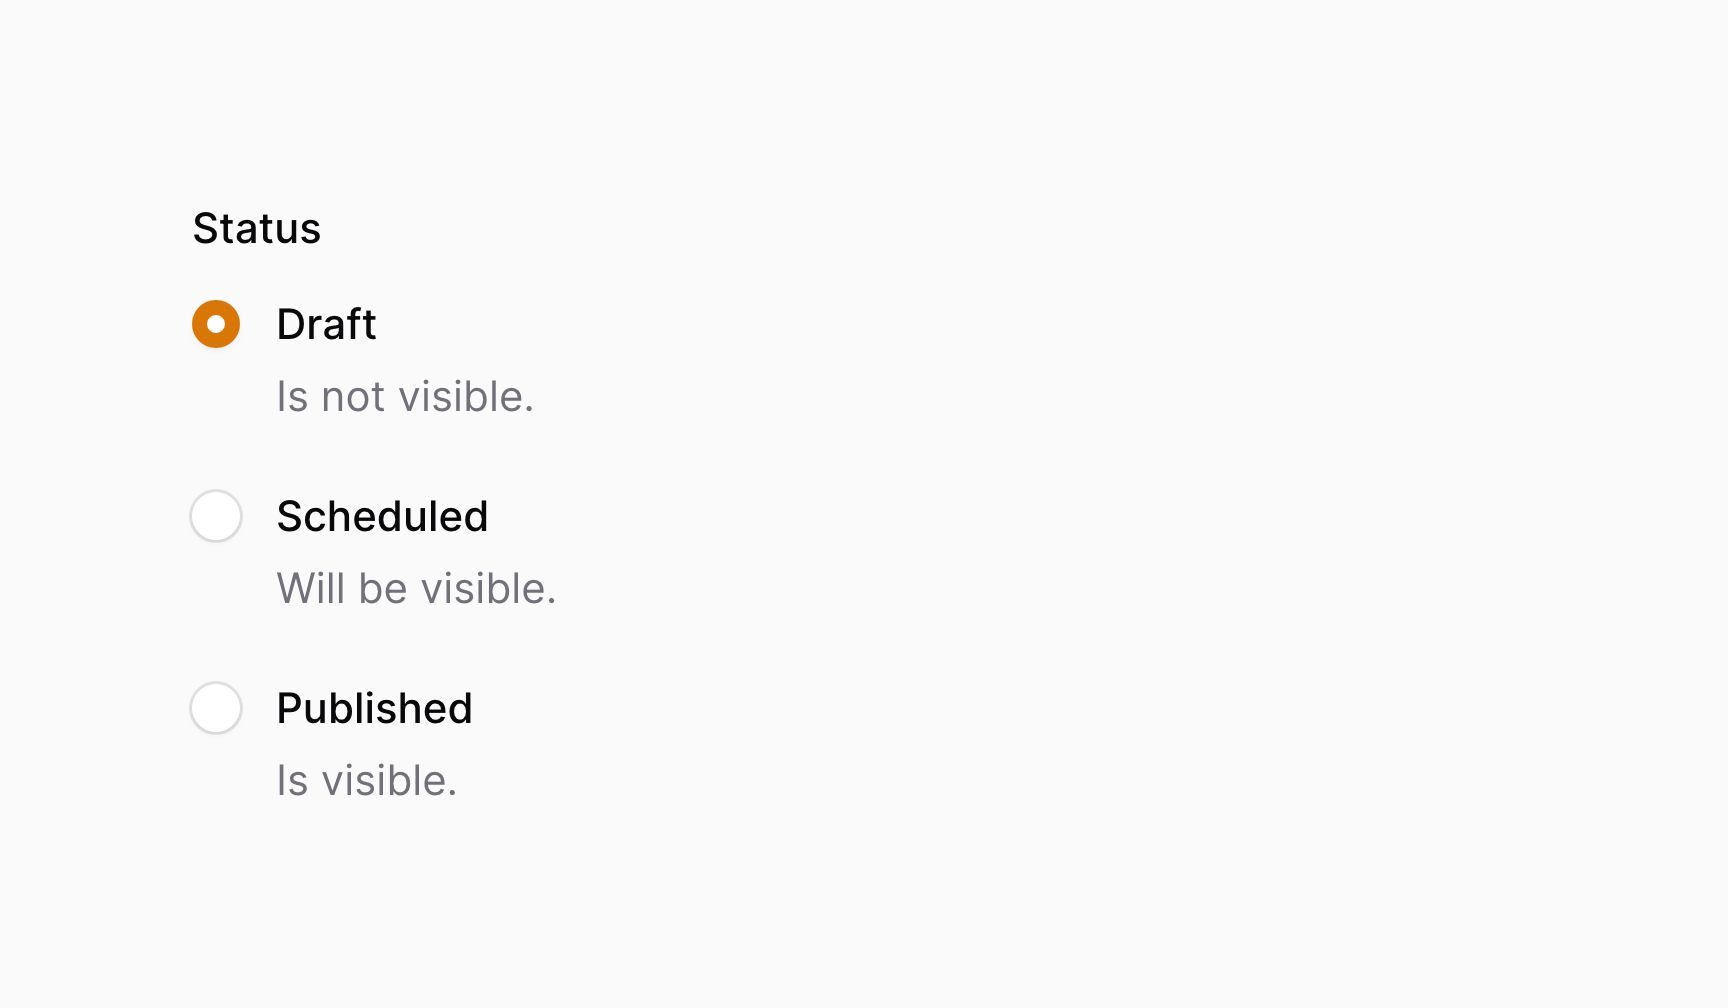 Status
Draft
Is not visible.
Scheduled
Will be visible.
Published
Is visible.